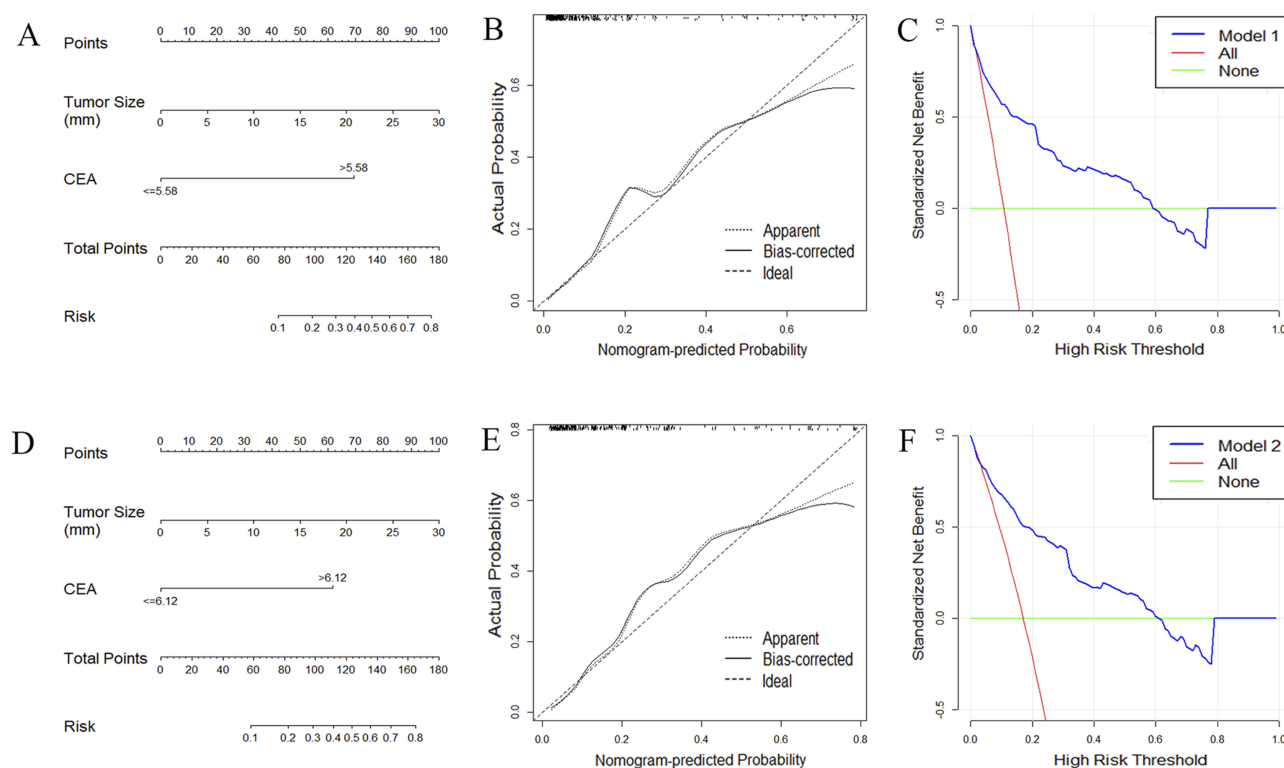 A
Points
0 10 20 30 40 50 60 70 80 90 100
Tumor Size
(mm)
0 5 10 15 20 25 30
CEA
>5.58
<=5.58
Total Points
0 20 40 60 80 100 120 140 160 180
Risk
0.1 0.2 0.3 0.4 0.5 0.6 0.7 0.8
B
Actual Probability
0.0 0.2 0.4 0.6
Apparent
Bias-corrected
Ideal
0.0 0.2 0.4 0.6
Nomogram-predicted Probability
C
Standardized Net Benefit
-0.5 0.0 0.5 1.0
Model 1
All
None
0.0 0.2 0.4 0.6 0.8 1.0
High Risk Threshold
D
Points
0 10 20 30 40 50 60 70 80 90 100
Tumor Size
(mm)
0 5 10 15 20 25 30
CEA
>6.12
<=6.12
Total Points
0 20 40 60 80 100 120 140 160 180
Risk
0.1 0.2 0.3 0.4 0.5 0.6 0.7 0.8
E
Actual Probability
0.0 0.2 0.4 0.6 0.8
Apparent
Bias-corrected
Ideal
0.0 0.2 0.4 0.6 0.8
Nomogram-predicted Probability
F
Standardized Net Benefit
-0.5 0.0 0.5 1.0
Model 2
All
None
0.0 0.2 0.4 0.6 0.8 1.0
High Risk Threshold